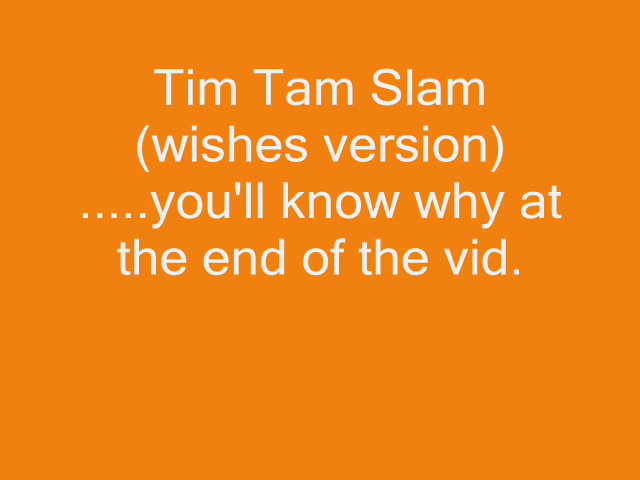 Tim Tam Slam
(wishes version)
.....you'll know why at
the end of the vid.